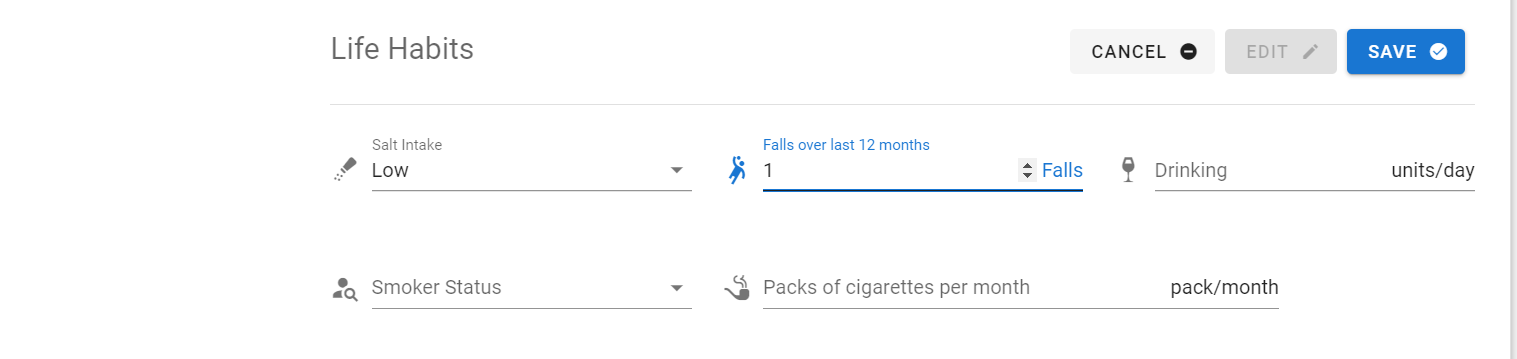 Life Habits
CANCEL EDIT SAVE
Salt Intake Falls over last 12 months
Low 1 Falls Drinking units/day
Smoker Status Packs of cigarettes per month pack/month